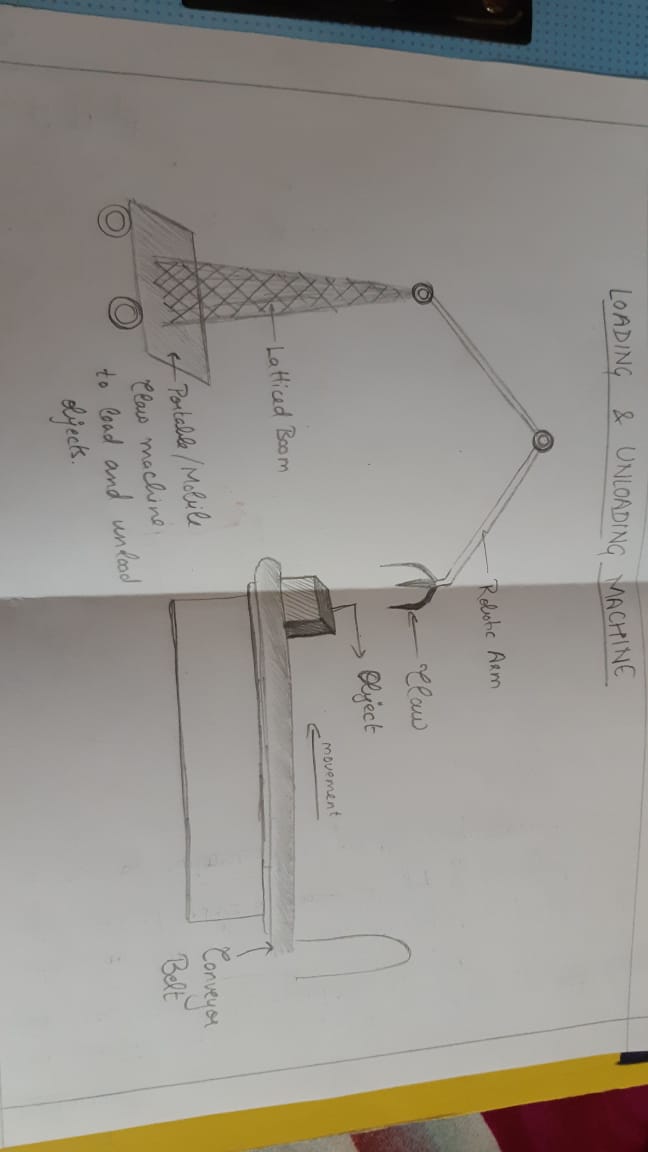 LOADING & UNLOADING MACHINE
Robotic Arm
Claw
Object
movement
Latticed Boom
Portable/Mobile
Claw machine
to load and unload
objects.
Conveyor
Belt